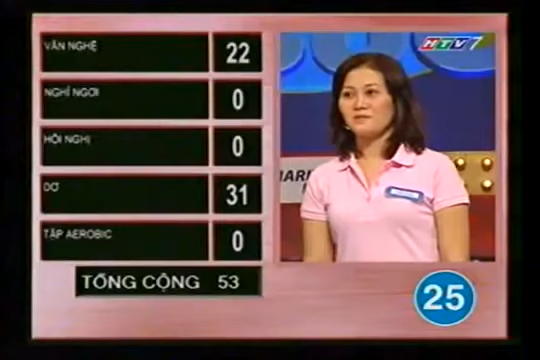 VĂN NGHỆ 22
NGHỈ NGƠI 0
HỘI NGHỊ 0
DƠ 31
TẬP AEROBIC 0
TỔNG CỘNG 53
HTV7
25